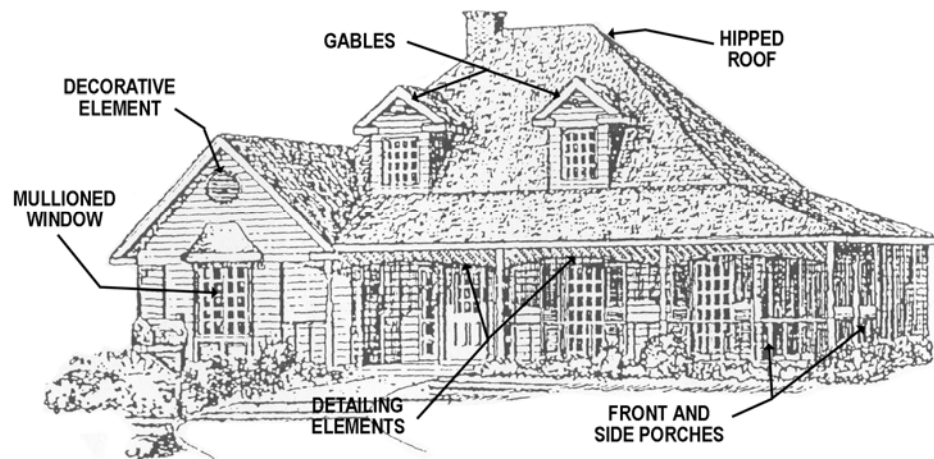 GABLES
HIPPED
ROOF
DECORATIVE
ELEMENT
MULLIONED
WINDOW
DETAILING
ELEMENTS
FRONT AND
SIDE PORCHES